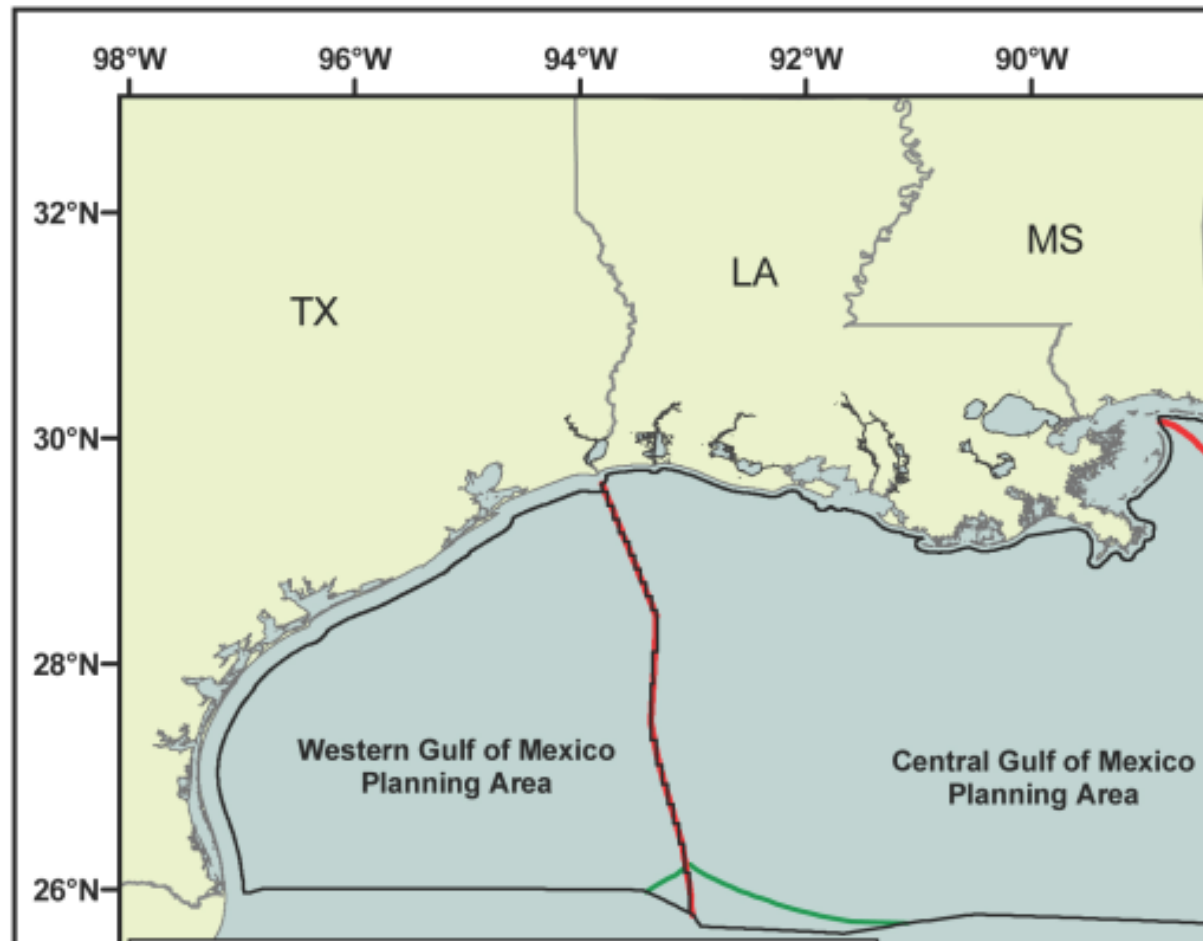 98°W 96°W 94°W 92°W 90°W
32°N
MS
LA
TX
30°N
28°N
Western Gulf of Mexico
Planning Area
Central Gulf of Mexico
Planning Area
26°N